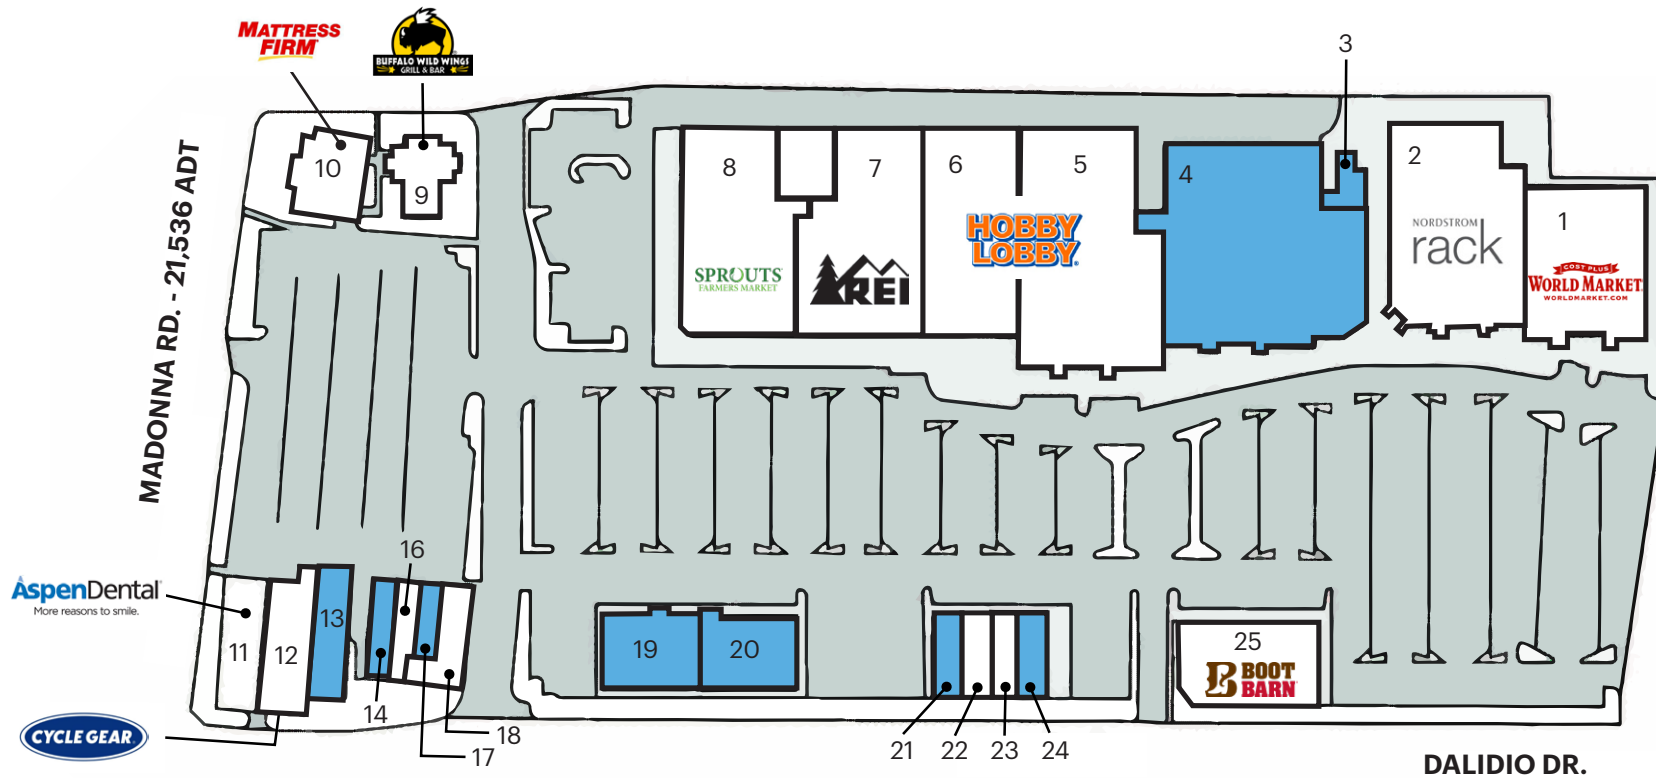 MATTRESS
FIRM
BUFFALO WILD WINGS
GRILL & BAR
3
10
9
8
7
6
5
4
2
1
SPROUTS
FARMERS MARKET
REI
HOBBY
LOBBY
NORDSTROM
rack
COST PLUS
WORLD MARKET
WORLDMARKET.COM
MADONNA RD. - 21,536 ADT
AspenDental
More reasons to smile.
11
12
13
16
14
18
17
CYCLE GEAR
19
20
21
22
23
24
25
BOOT
BARN
DALIDIO DR.